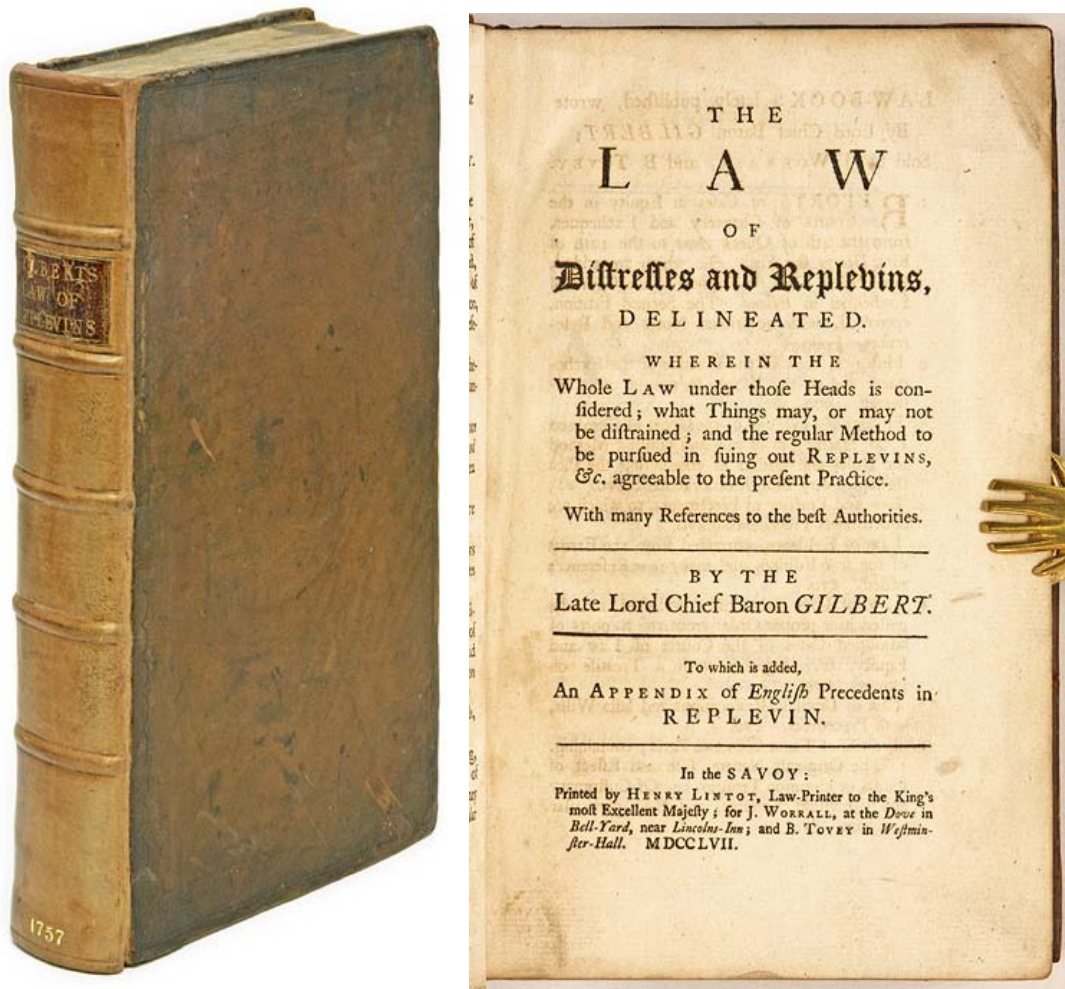 GILBERTS
LAW OF
REPLEVINS
1757
THE
LAW
OF
Diſtreſſes and Replevins,
DELINEATED.
WHEREIN THE
Whole LAW under thoſe Heads is con-
ſidered; what Things may, or may not
be diſtrained; and the regular Method to
be purſued in ſuing out REPLEVINS,
&c. agreeable to the preſent Practice.
With many References to the beſt Authorities.
BY THE
Late Lord Chief Baron GILBERT.
To which is added,
An APPENDIX of Engliſh Precedents in
REPLEVIN.
In the SAVOY:
Printed by HENRY LINTOT, Law-Printer to the King's
moſt Excellent Majeſty; for J. WORRALL, at the Dove in
Bell-Yard, near Lincolns-Inn; and B. TOVEY in Weſtmin-
ſter-Hall. MDCCLVII.